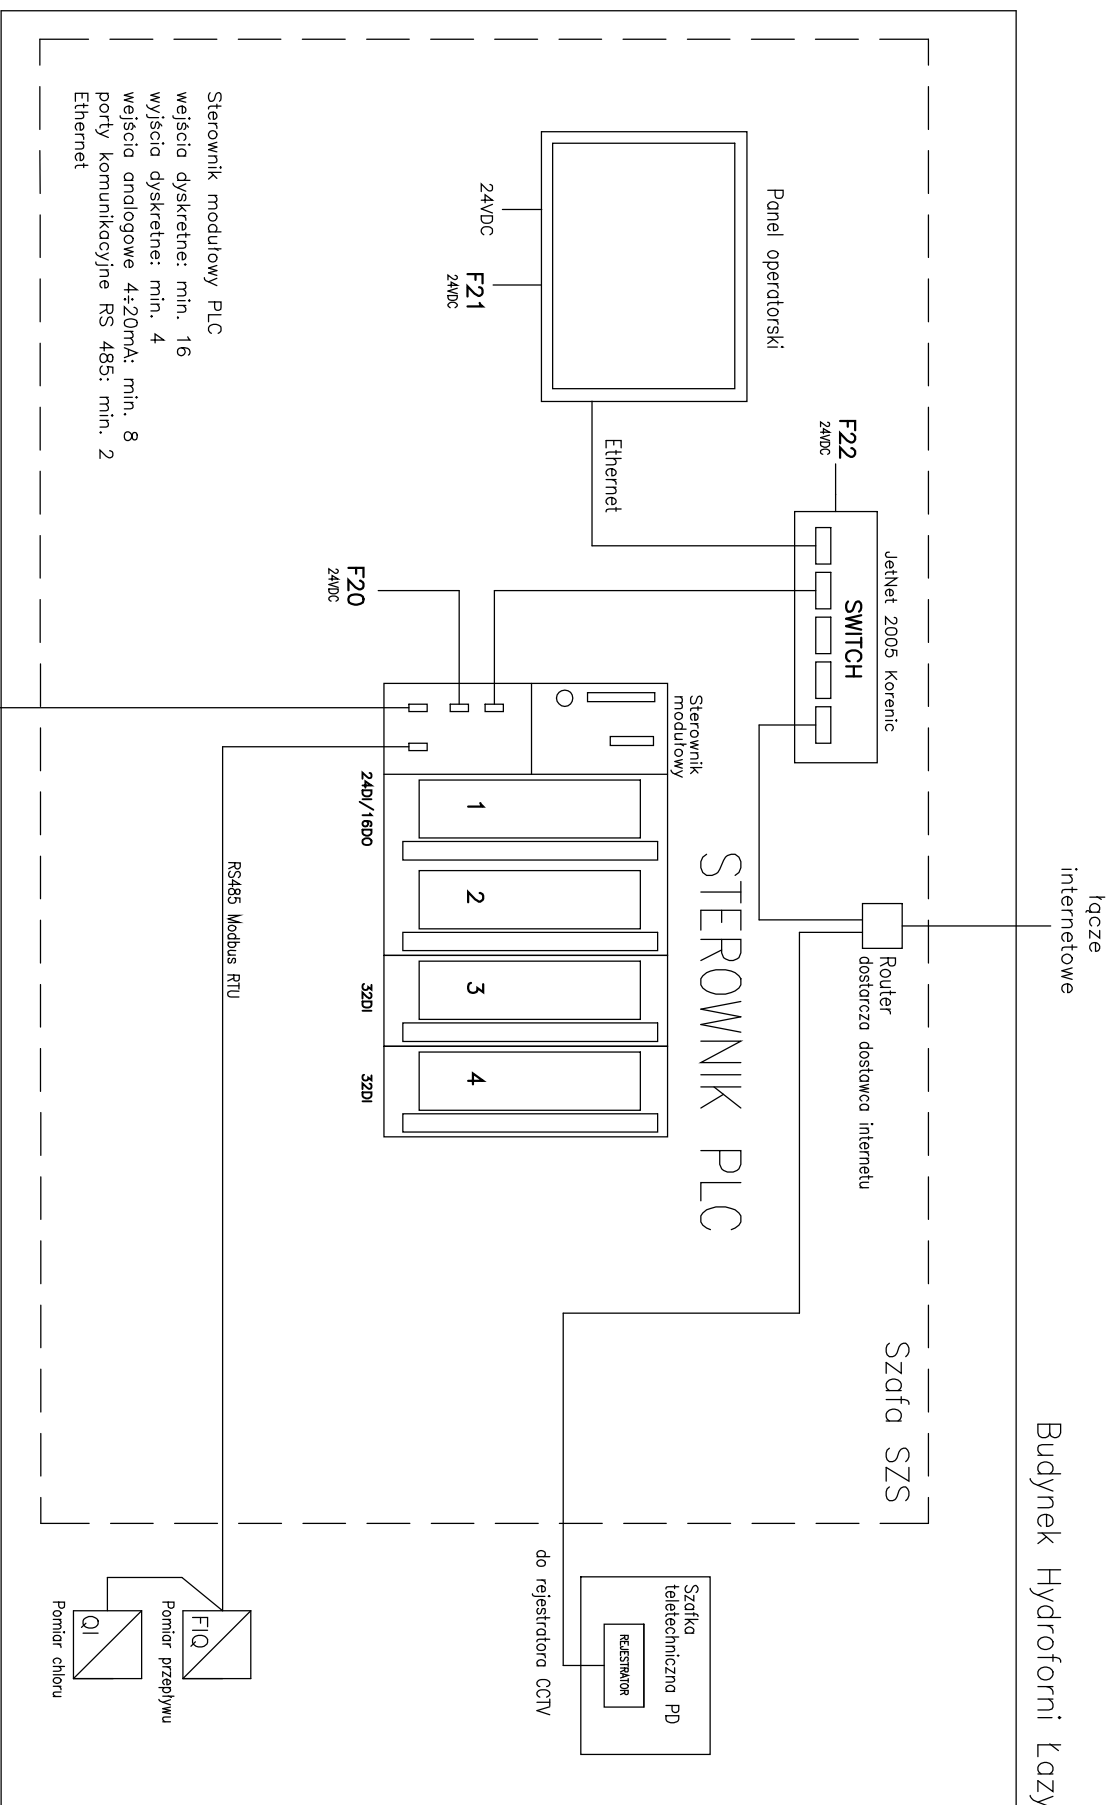 Budynek Hydroforni Łazy
łącze
internetowe
Szafa SZS
Router
dostarcza dostawca internetu
JetNet 2005 Korenic
SWITCH
F22
24VDC
Panel operatorski
Ethernet
24VDC
F21
24VDC
STEROWNIK PLC
Sterownik
modułowy
1
2
3
4
24DI/16DO
32DI
32DI
F20
24VDC
RS485 Modbus RTU
Szafka
teletechniczna PD
REJESTRATOR
do rejestratora CCTV
FIQ
Pomiar przepływu
QI
Pomiar chloru
Sterownik modułowy PLC
wejścia dyskretne: min. 16
wyjścia dyskretne: min. 4
wejścia analogowe 4÷20mA: min. 8
porty komunikacyjne RS 485: min. 2
Ethernet